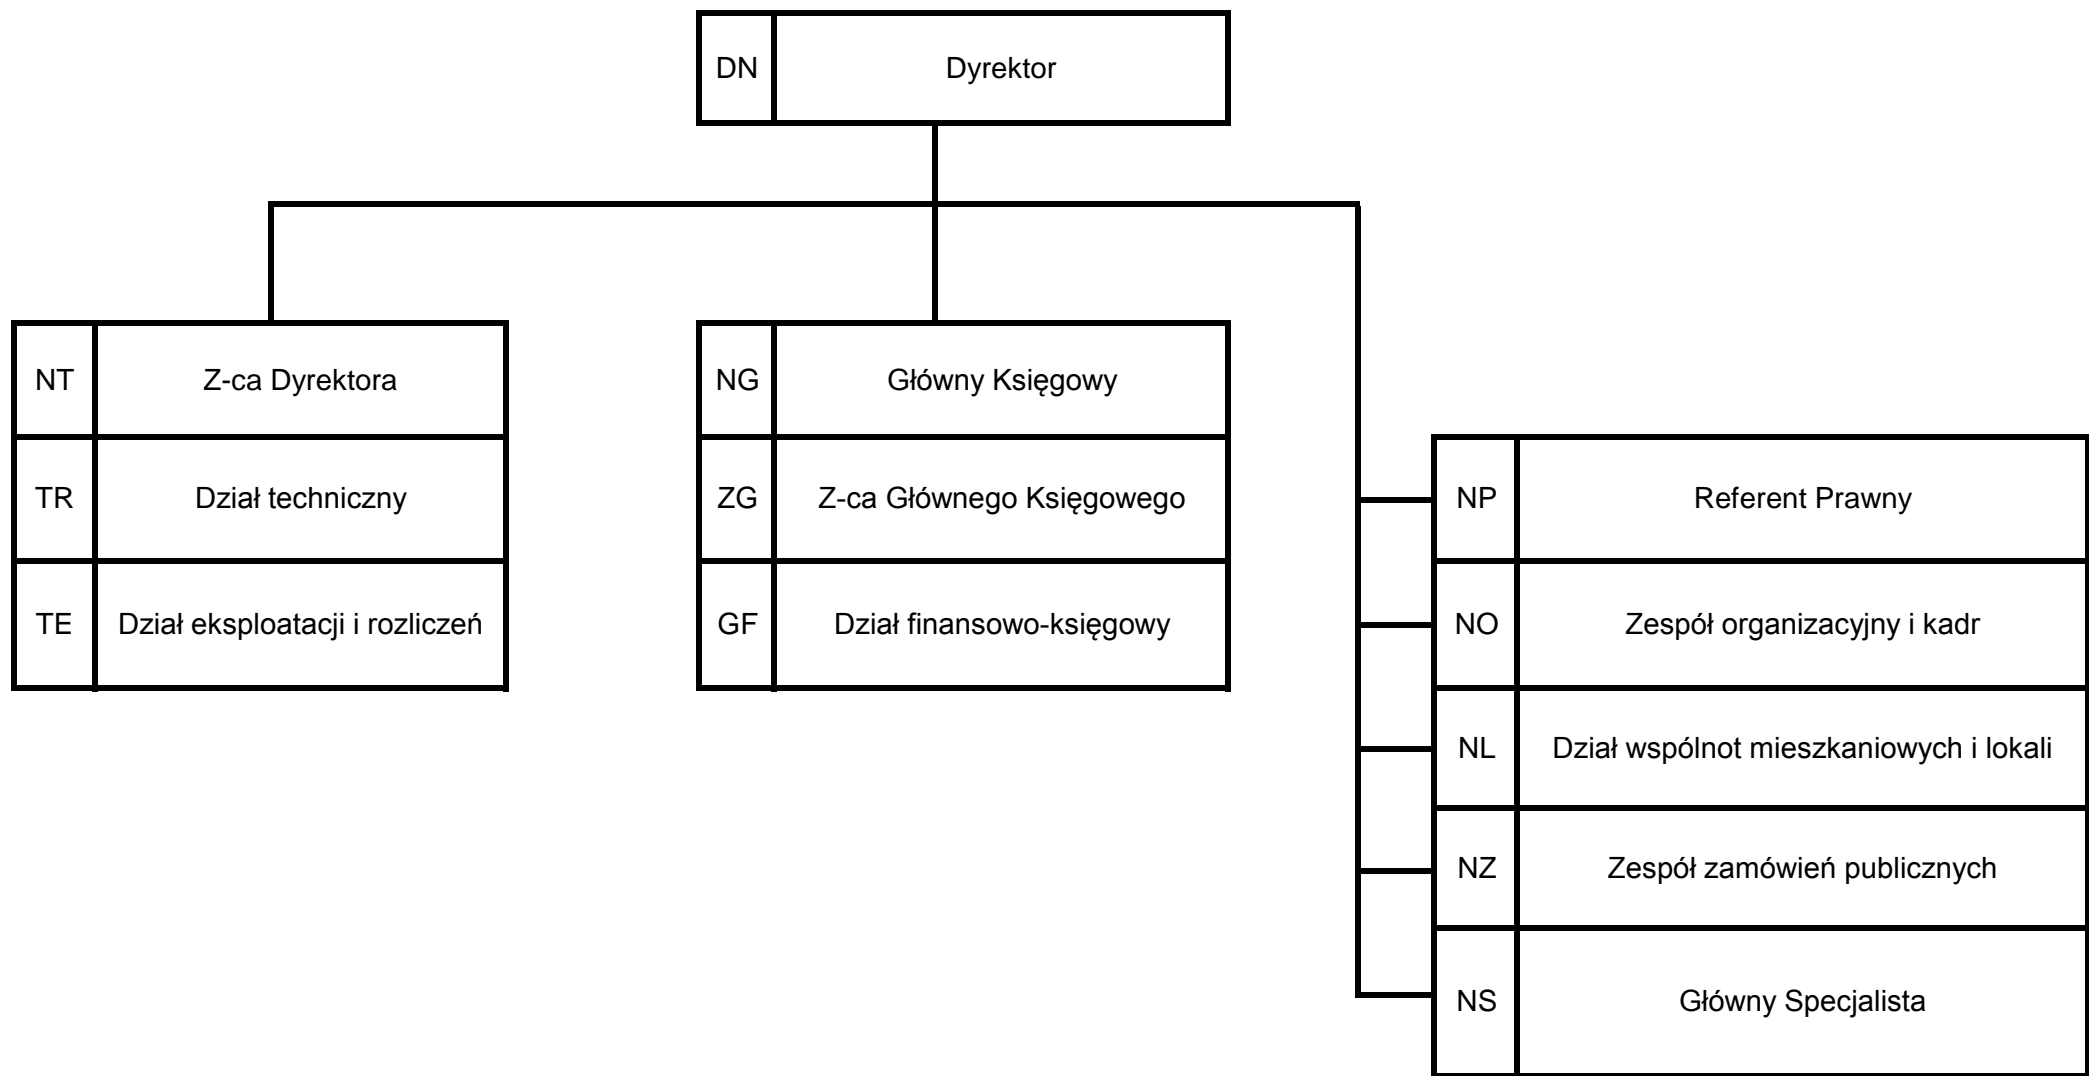 DN Dyrektor
NT Z-ca Dyrektora
TR Dział techniczny
TE Dział eksploatacji i rozliczeń
NG Główny Księgowy
ZG Z-ca Głównego Księgowego
GF Dział finansowo-księgowy
NP Referent Prawny
NO Zespół organizacyjny i kadr
NL Dział wspólnot mieszkaniowych i lokali
NZ Zespół zamówień publicznych
NS Główny Specjalista